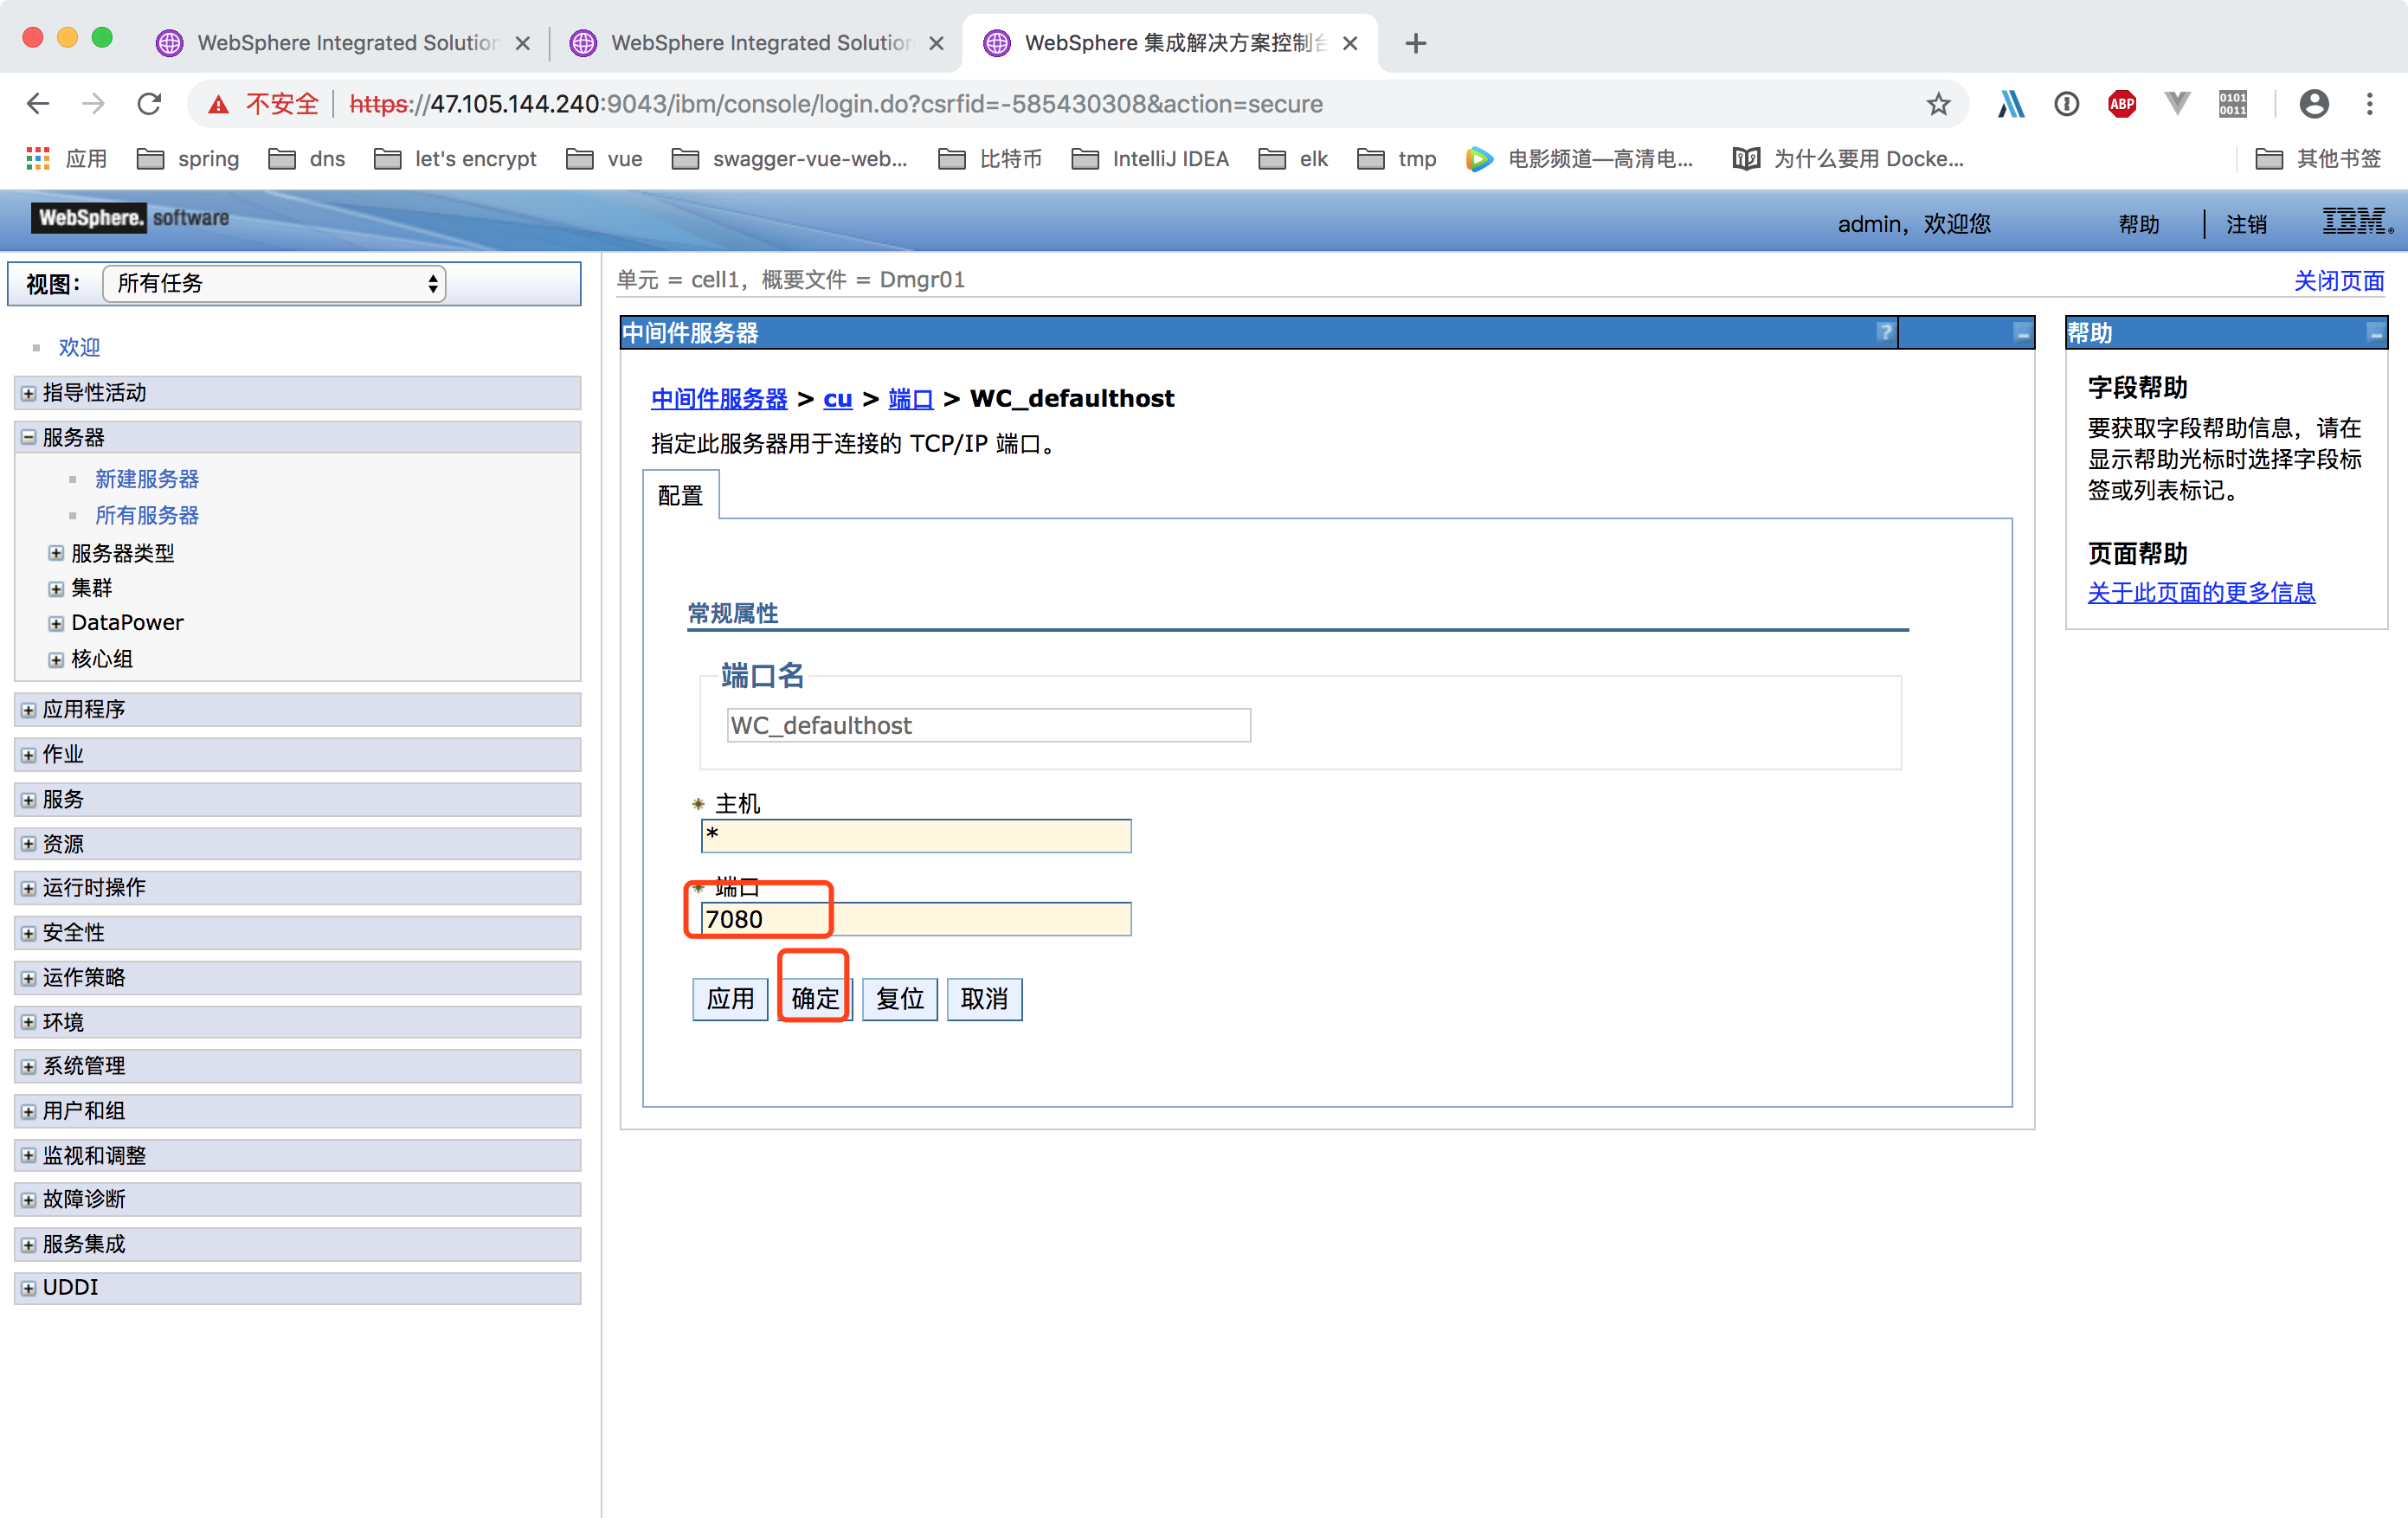 WebSphere Integrated Solution
WebSphere Integrated Solution
WebSphere 集成解决方案控制台
不安全
https://47.105.144.240:9043/ibm/console/login.do?csrfid=-585430308&action=secure
ABP
0101
0011
应用
spring
dns
let's encrypt
vue
swagger-vue-web...
比特币
IntelliJ IDEA
elk
tmp
电影频道—高清电...
为什么要用 Docke...
其他书签
WebSphere. software
admin，欢迎您
帮助
注销
IBM
视图：
所有任务
欢迎
指导性活动
服务器
新建服务器
所有服务器
服务器类型
集群
DataPower
核心组
应用程序
作业
服务
资源
运行时操作
安全性
运作策略
环境
系统管理
用户和组
监视和调整
故障诊断
服务集成
UDDI
单元 = cell1，概要文件 = Dmgr01
关闭页面
中间件服务器
?
中间件服务器 > cu > 端口 > WC_defaulthost
指定此服务器用于连接的 TCP/IP 端口。
配置
常规属性
端口名
WC_defaulthost
主机
*
端口
7080
应用
确定
复位
取消
帮助
字段帮助
要获取字段帮助信息，请在
显示帮助光标时选择字段标
签或列表标记。
页面帮助
关于此页面的更多信息